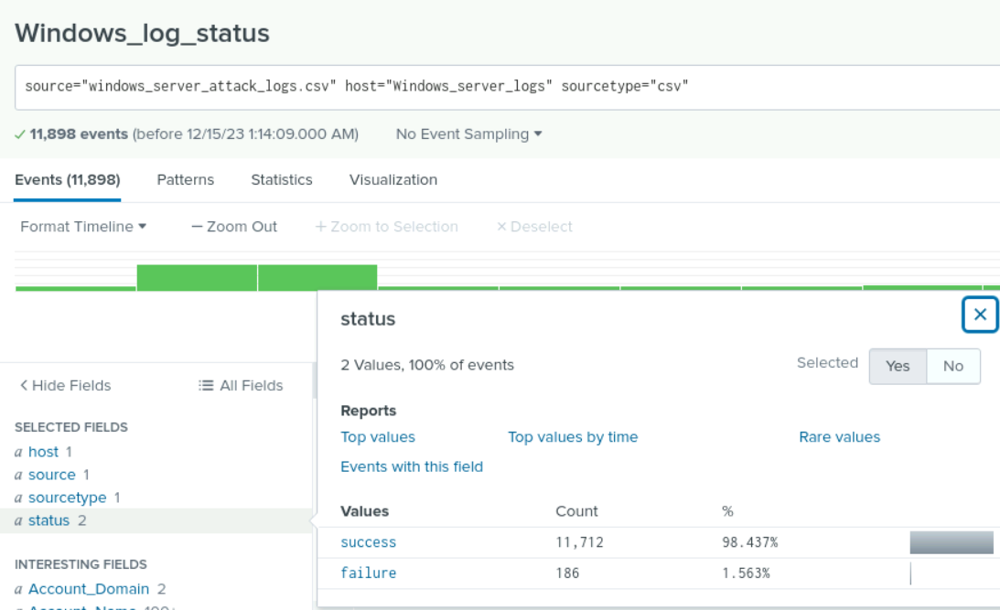 Windows_log_status
source="windows_server_attack_logs.csv" host="Windows_server_logs" sourcetype="csv"
✓ 11,898 events (before 12/15/23 1:14:09.000 AM) No Event Sampling ▾
Events (11,898) Patterns Statistics Visualization
Format Timeline ▾ — Zoom Out + Zoom to Selection × Deselect
status ×
2 Values, 100% of events Selected Yes No
< Hide Fields All Fields
Reports
SELECTED FIELDS
Top values Top values by time Rare values
a host 1
Events with this field
a source 1
a sourcetype 1
Values Count %
a status 2
success 11,712 98.437%
INTERESTING FIELDS
failure 186 1.563%
a Account_Domain 2
a Account_Name 100+